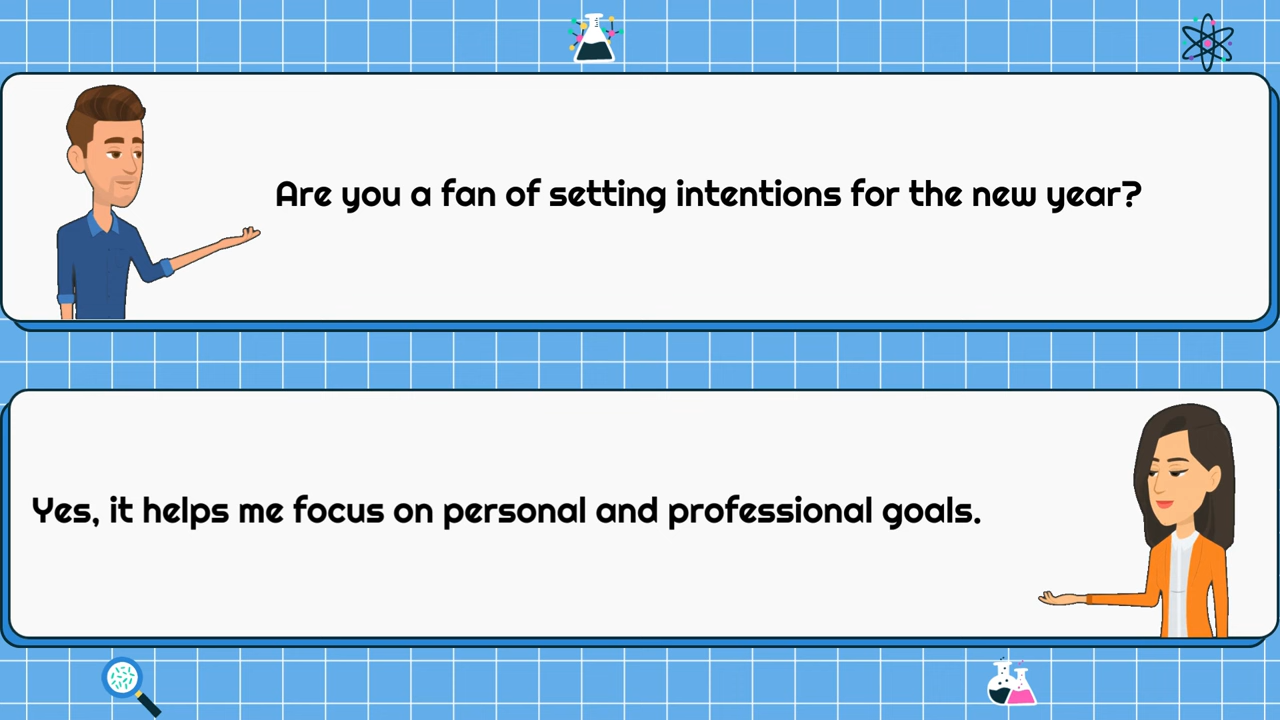 Are you a fan of setting intentions for the new year?
Yes, it helps me focus on personal and professional goals.